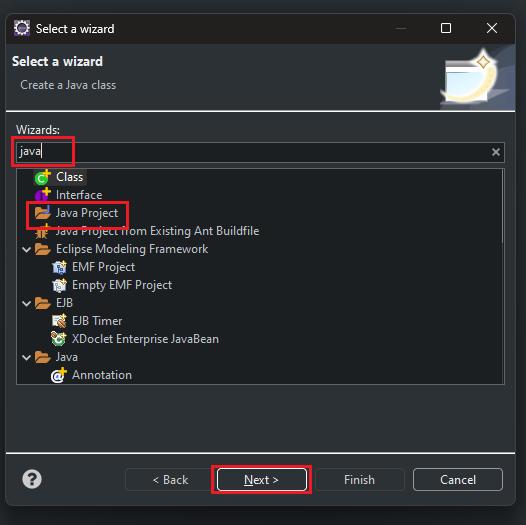 Select a wizard
Select a wizard
Create a Java class
Wizards:
java
Class
Interface
Java Project
Java Project from Existing Ant Buildfile
Eclipse Modeling Framework
EMF Project
Empty EMF Project
EJB
EJB Timer
XDoclet Enterprise JavaBean
Java
Annotation
< Back Next > Finish Cancel